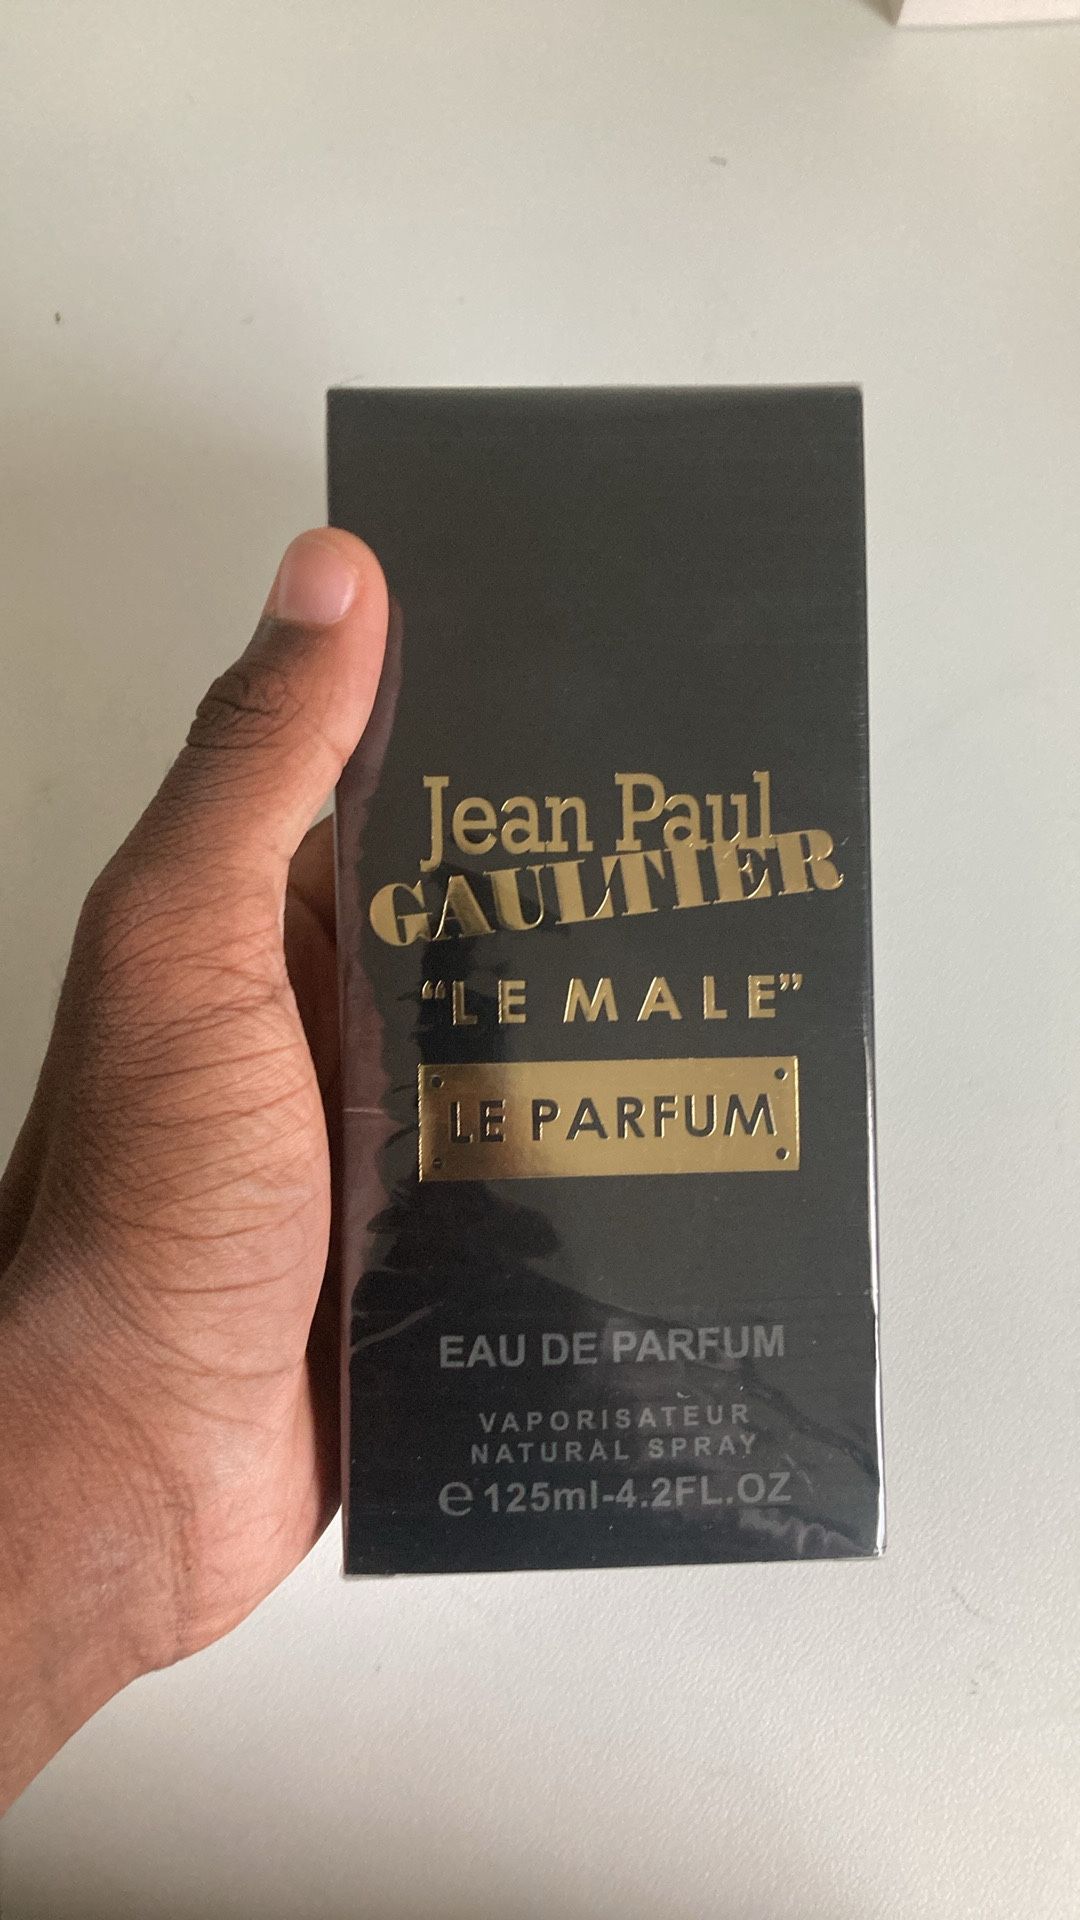 Jean Paul
GAULTIER
“LE MALE”
LE PARFUM
EAU DE PARFUM
VAPORISATEUR
NATURAL SPRAY
℮125ml-4.2FL.OZ